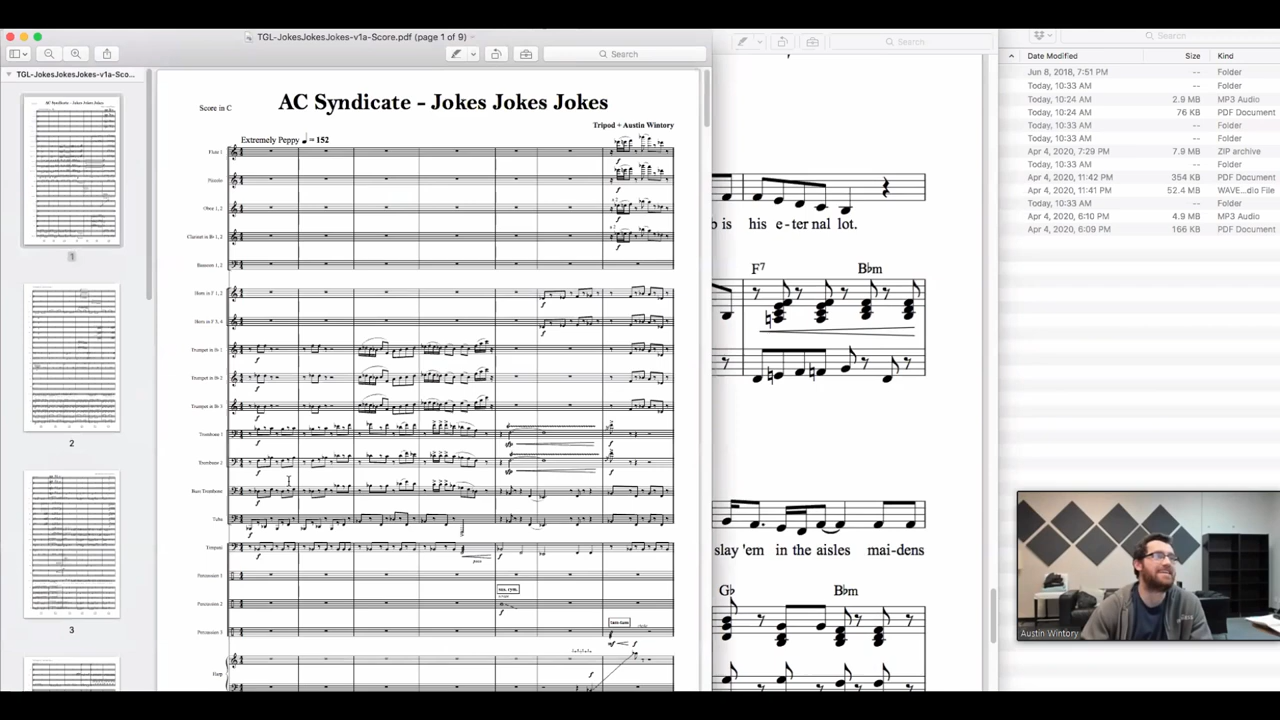 TGL-JokesJokesJokes-v1a-Score.pdf (page 1 of 9)
Search
TGL-JokesJokesJokes-v1a-Sco...
1
2
3
Score in C
AC Syndicate - Jokes Jokes Jokes
Tripod + Austin Wintory
Extremely Peppy ♩ = 152
Flute 1
Piccolo
Oboe 1, 2
Clarinet in B♭ 1, 2
Bassoon 1, 2
Horn in F 1, 2
Horn in F 3, 4
Trumpet in B♭ 1
Trumpet in B♭ 2
Trumpet in B♭ 3
Trombone 1
Trombone 2
Bass Trombone
Tuba
Timpani
Percussion 1
Percussion 2
Percussion 3
Harp
Search
his e-ter nal lot.
F7
B♭m
slay 'em in the aisles mai-dens
G♭
B♭m
Search
Date Modified Size Kind
Jun 8, 2018, 7:51 PM -- Folder
Today, 10:33 AM -- Folder
Today, 10:24 AM 2.9 MB MP3 Audio
Today, 10:24 AM 76 KB PDF Document
Today, 10:33 AM -- Folder
Today, 10:33 AM -- Folder
Apr 4, 2020, 7:29 PM 7.9 MB ZIP archive
Today, 10:33 AM -- Folder
Apr 4, 2020, 11:42 PM 354 KB PDF Document
Apr 4, 2020, 11:41 PM 52.4 MB WAVE...dio File
Today, 10:33 AM -- Folder
Apr 4, 2020, 6:10 PM 4.9 MB MP3 Audio
Apr 4, 2020, 6:09 PM 166 KB PDF Document
Austin Wintory